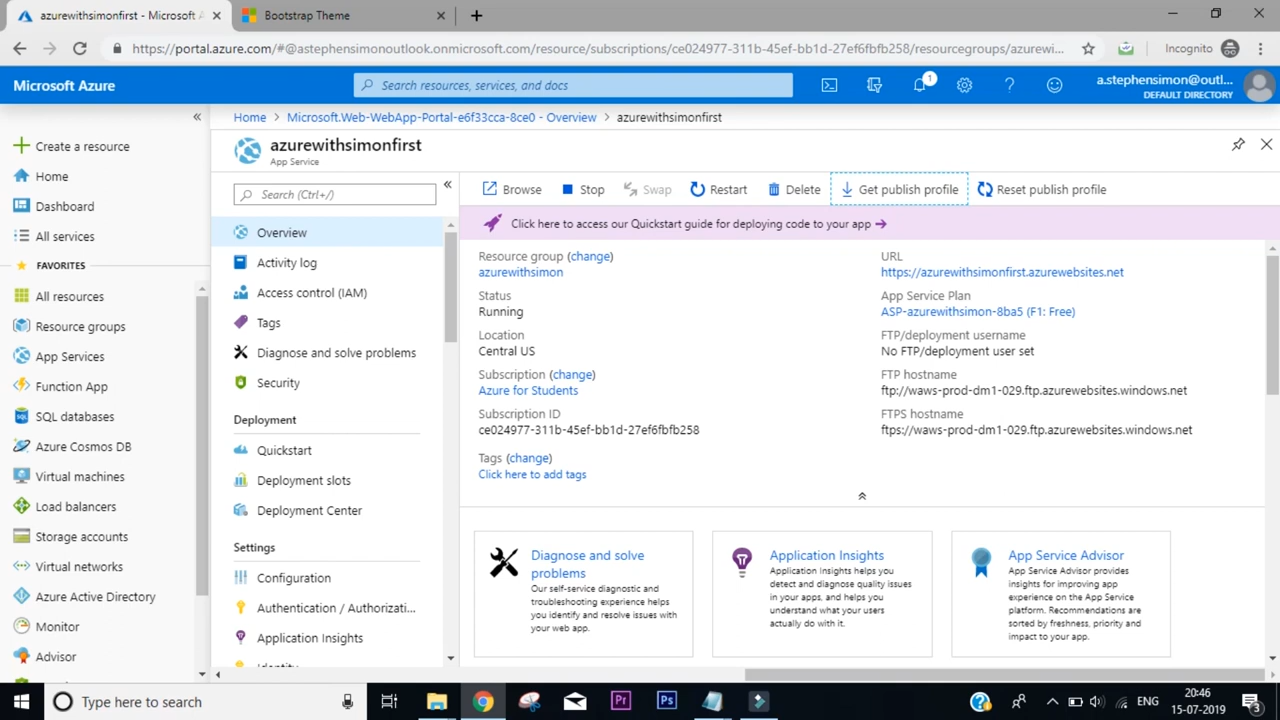 azurewithsimonfirst - Microsoft A
Bootstrap Theme
https://portal.azure.com/#@astephensimonoutlook.onmicrosoft.com/resource/subscriptions/ce024977-311b-45ef-bb1d-27ef6fbfb258/resourcegroups/azurewi...
Incognito
Microsoft Azure
Search resources, services, and docs
1
a.stephensimon@outl...
DEFAULT DIRECTORY
Create a resource
Home
Dashboard
All services
FAVORITES
All resources
Resource groups
App Services
Function App
SQL databases
Azure Cosmos DB
Virtual machines
Load balancers
Storage accounts
Virtual networks
Azure Active Directory
Monitor
Advisor
Home > Microsoft.Web-WebApp-Portal-e6f33cca-8ce0 - Overview > azurewithsimonfirst
azurewithsimonfirst
App Service
Search (Ctrl+/)
Overview
Activity log
Access control (IAM)
Tags
Diagnose and solve problems
Security
Deployment
Quickstart
Deployment slots
Deployment Center
Settings
Configuration
Authentication / Authorizati...
Application Insights
Identity
Browse
Stop
Swap
Restart
Delete
Get publish profile
Reset publish profile
Click here to access our Quickstart guide for deploying code to your app
Resource group (change)
azurewithsimon
Status
Running
Location
Central US
Subscription (change)
Azure for Students
Subscription ID
ce024977-311b-45ef-bb1d-27ef6fbfb258
Tags (change)
Click here to add tags
URL
https://azurewithsimonfirst.azurewebsites.net
App Service Plan
ASP-azurewithsimon-8ba5 (F1: Free)
FTP/deployment username
No FTP/deployment user set
FTP hostname
ftp://waws-prod-dm1-029.ftp.azurewebsites.windows.net
FTPS hostname
ftps://waws-prod-dm1-029.ftp.azurewebsites.windows.net
Diagnose and solve
problems
Our self-service diagnostic and
troubleshooting experience helps
you identify and resolve issues with
your web app.
Application Insights
Application Insights helps you
detect and diagnose quality issues
in your apps, and helps you
understand what your users
actually do with it.
App Service Advisor
App Service Advisor provides
insights for improving app
experience on the App Service
platform. Recommendations are
sorted by freshness, priority and
impact to your app.
Type here to search
Pr
Ps
ENG
20:46
15-07-2019
3